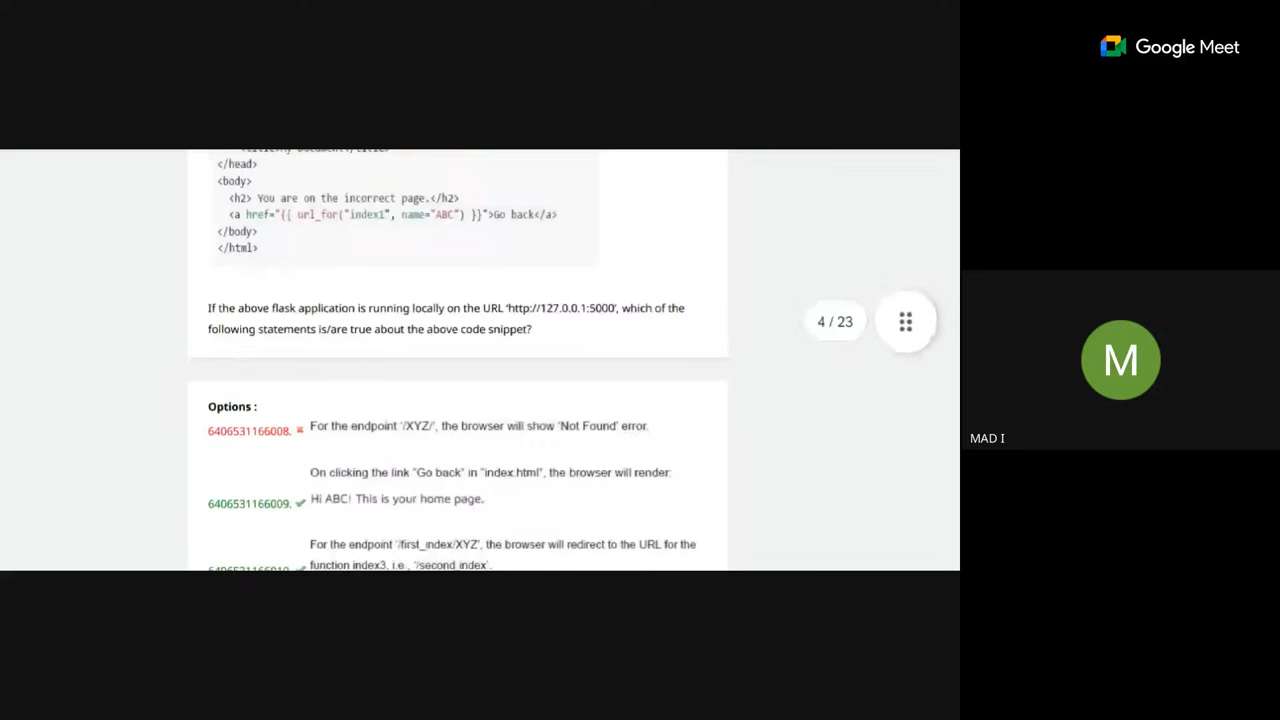 Google Meet
</head>
<body>
<h2> You are on the incorrect page.</h2>
<a href="{{ url_for("index1", name="ABC") }}">Go back</a>
</body>
</html>
If the above flask application is running locally on the URL ‘http://127.0.0.1:5000’, which of the
following statements is/are true about the above code snippet?
4 / 23
M
MAD I
Options :
6406531166008. ✖ For the endpoint ‘/XYZ/’, the browser will show ‘Not Found’ error.
On clicking the link “Go back” in “index.html”, the browser will render:
6406531166009. ✔ Hi ABC! This is your home page.
For the endpoint ‘/first_index/XYZ’, the browser will redirect to the URL for the
function index3, i.e., ‘/second_index’.